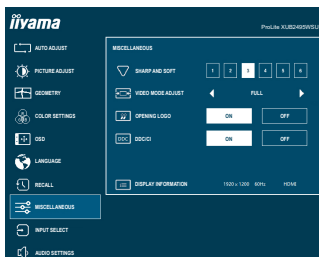 iiyama
ProLite XUB2495WSU
AUTO ADJUST
PICTURE ADJUST
GEOMETRY
COLOR SETTINGS
OSD
LANGUAGE
RECALL
MISCELLANEOUS
INPUT SELECT
AUDIO SETTINGS
MISCELLANEOUS
SHARP AND SOFT 1 2 3 4 5 6
VIDEO MODE ADJUST FULL
OPENING LOGO ON OFF
DDC DDC/CI ON OFF
DISPLAY INFORMATION 1920 x 1200 60Hz HDMI